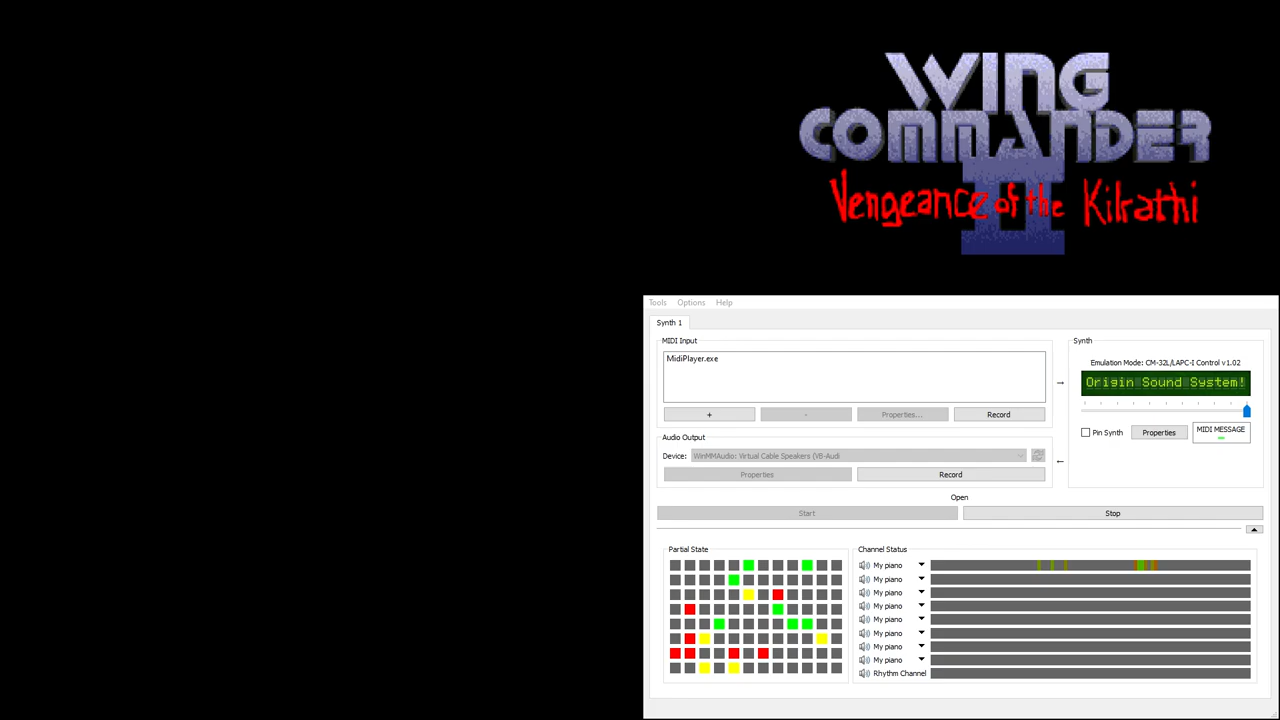 WING
COMMANDER
II
Vengeance of the Kilrathi
Tools Options Help
Synth 1
MIDI Input
MidiPlayer.exe
+ - Properties... Record
Audio Output
Device: WinMMAudio: Virtual Cable Speakers (VB-Audi
Properties Record
Synth
Emulation Mode: CM-32L/LAPC-I Control v1.02
Origin Sound System!
Pin Synth Properties MIDI MESSAGE
Open
Start Stop
Partial State
Channel Status
My piano
My piano
My piano
My piano
My piano
My piano
My piano
My piano
Rhythm Channel